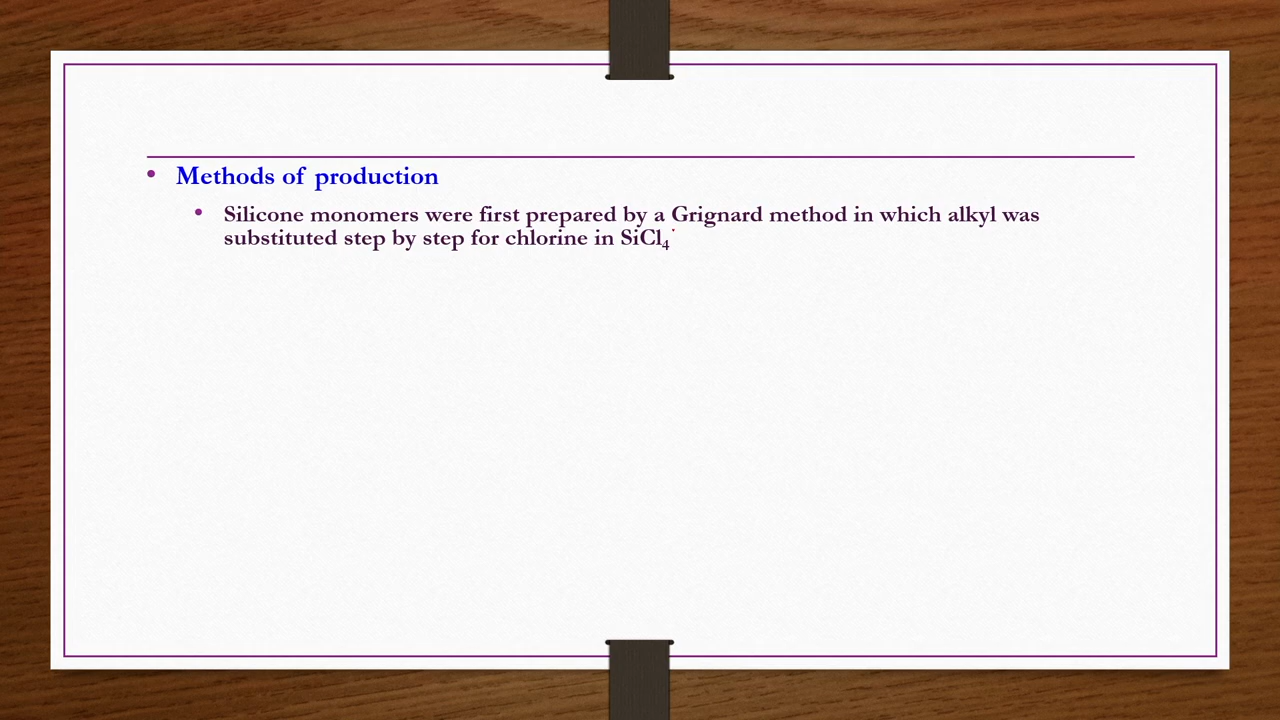 • Methods of production
• Silicone monomers were first prepared by a Grignard method in which alkyl was
substituted step by step for chlorine in SiCl₄.